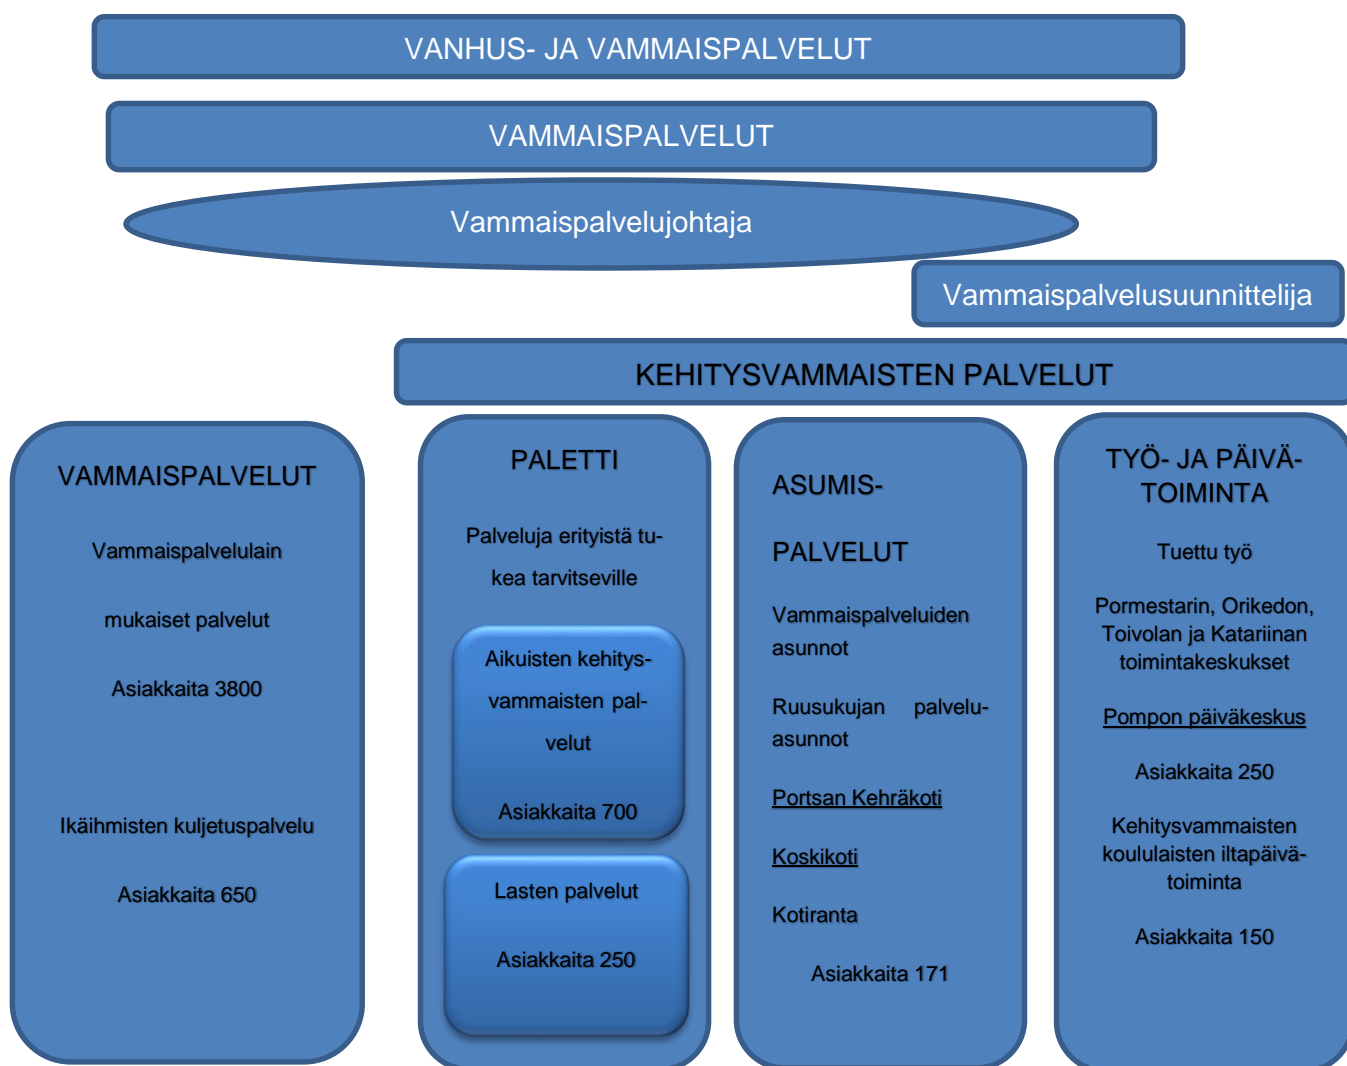 VANHUS- JA VAMMAISPALVELUT
VAMMAISPALVELUT
Vammaispalvelujohtaja
Vammaispalvelusuunnittelija
KEHITYSVAMMAISTEN PALVELUT
VAMMAISPALVELUT
Vammaispalvelulain
mukaiset palvelut
Asiakkaita 3800
Ikäihmisten kuljetuspalvelu
Asiakkaita 650
PALETTI
Palveluja erityistä tu-
kea tarvitseville
Aikuisten kehitys-
vammaisten pal-
velut
Asiakkaita 700
Lasten palvelut
Asiakkaita 250
ASUMIS-
PALVELUT
Vammaispalveluiden
asunnot
Ruusukujan palvelu-
asunnot
Portsan Kehräkoti
Koskikoti
Kotiranta
Asiakkaita 171
TYÖ- JA PÄIVÄ-
TOIMINTA
Tuettu työ
Pormestarin, Orikedon,
Toivolan ja Katariinan
toimintakeskukset
Pompon päiväkeskus
Asiakkaita 250
Kehitysvammaisten
koululaisten iltapäivä-
toiminta
Asiakkaita 150